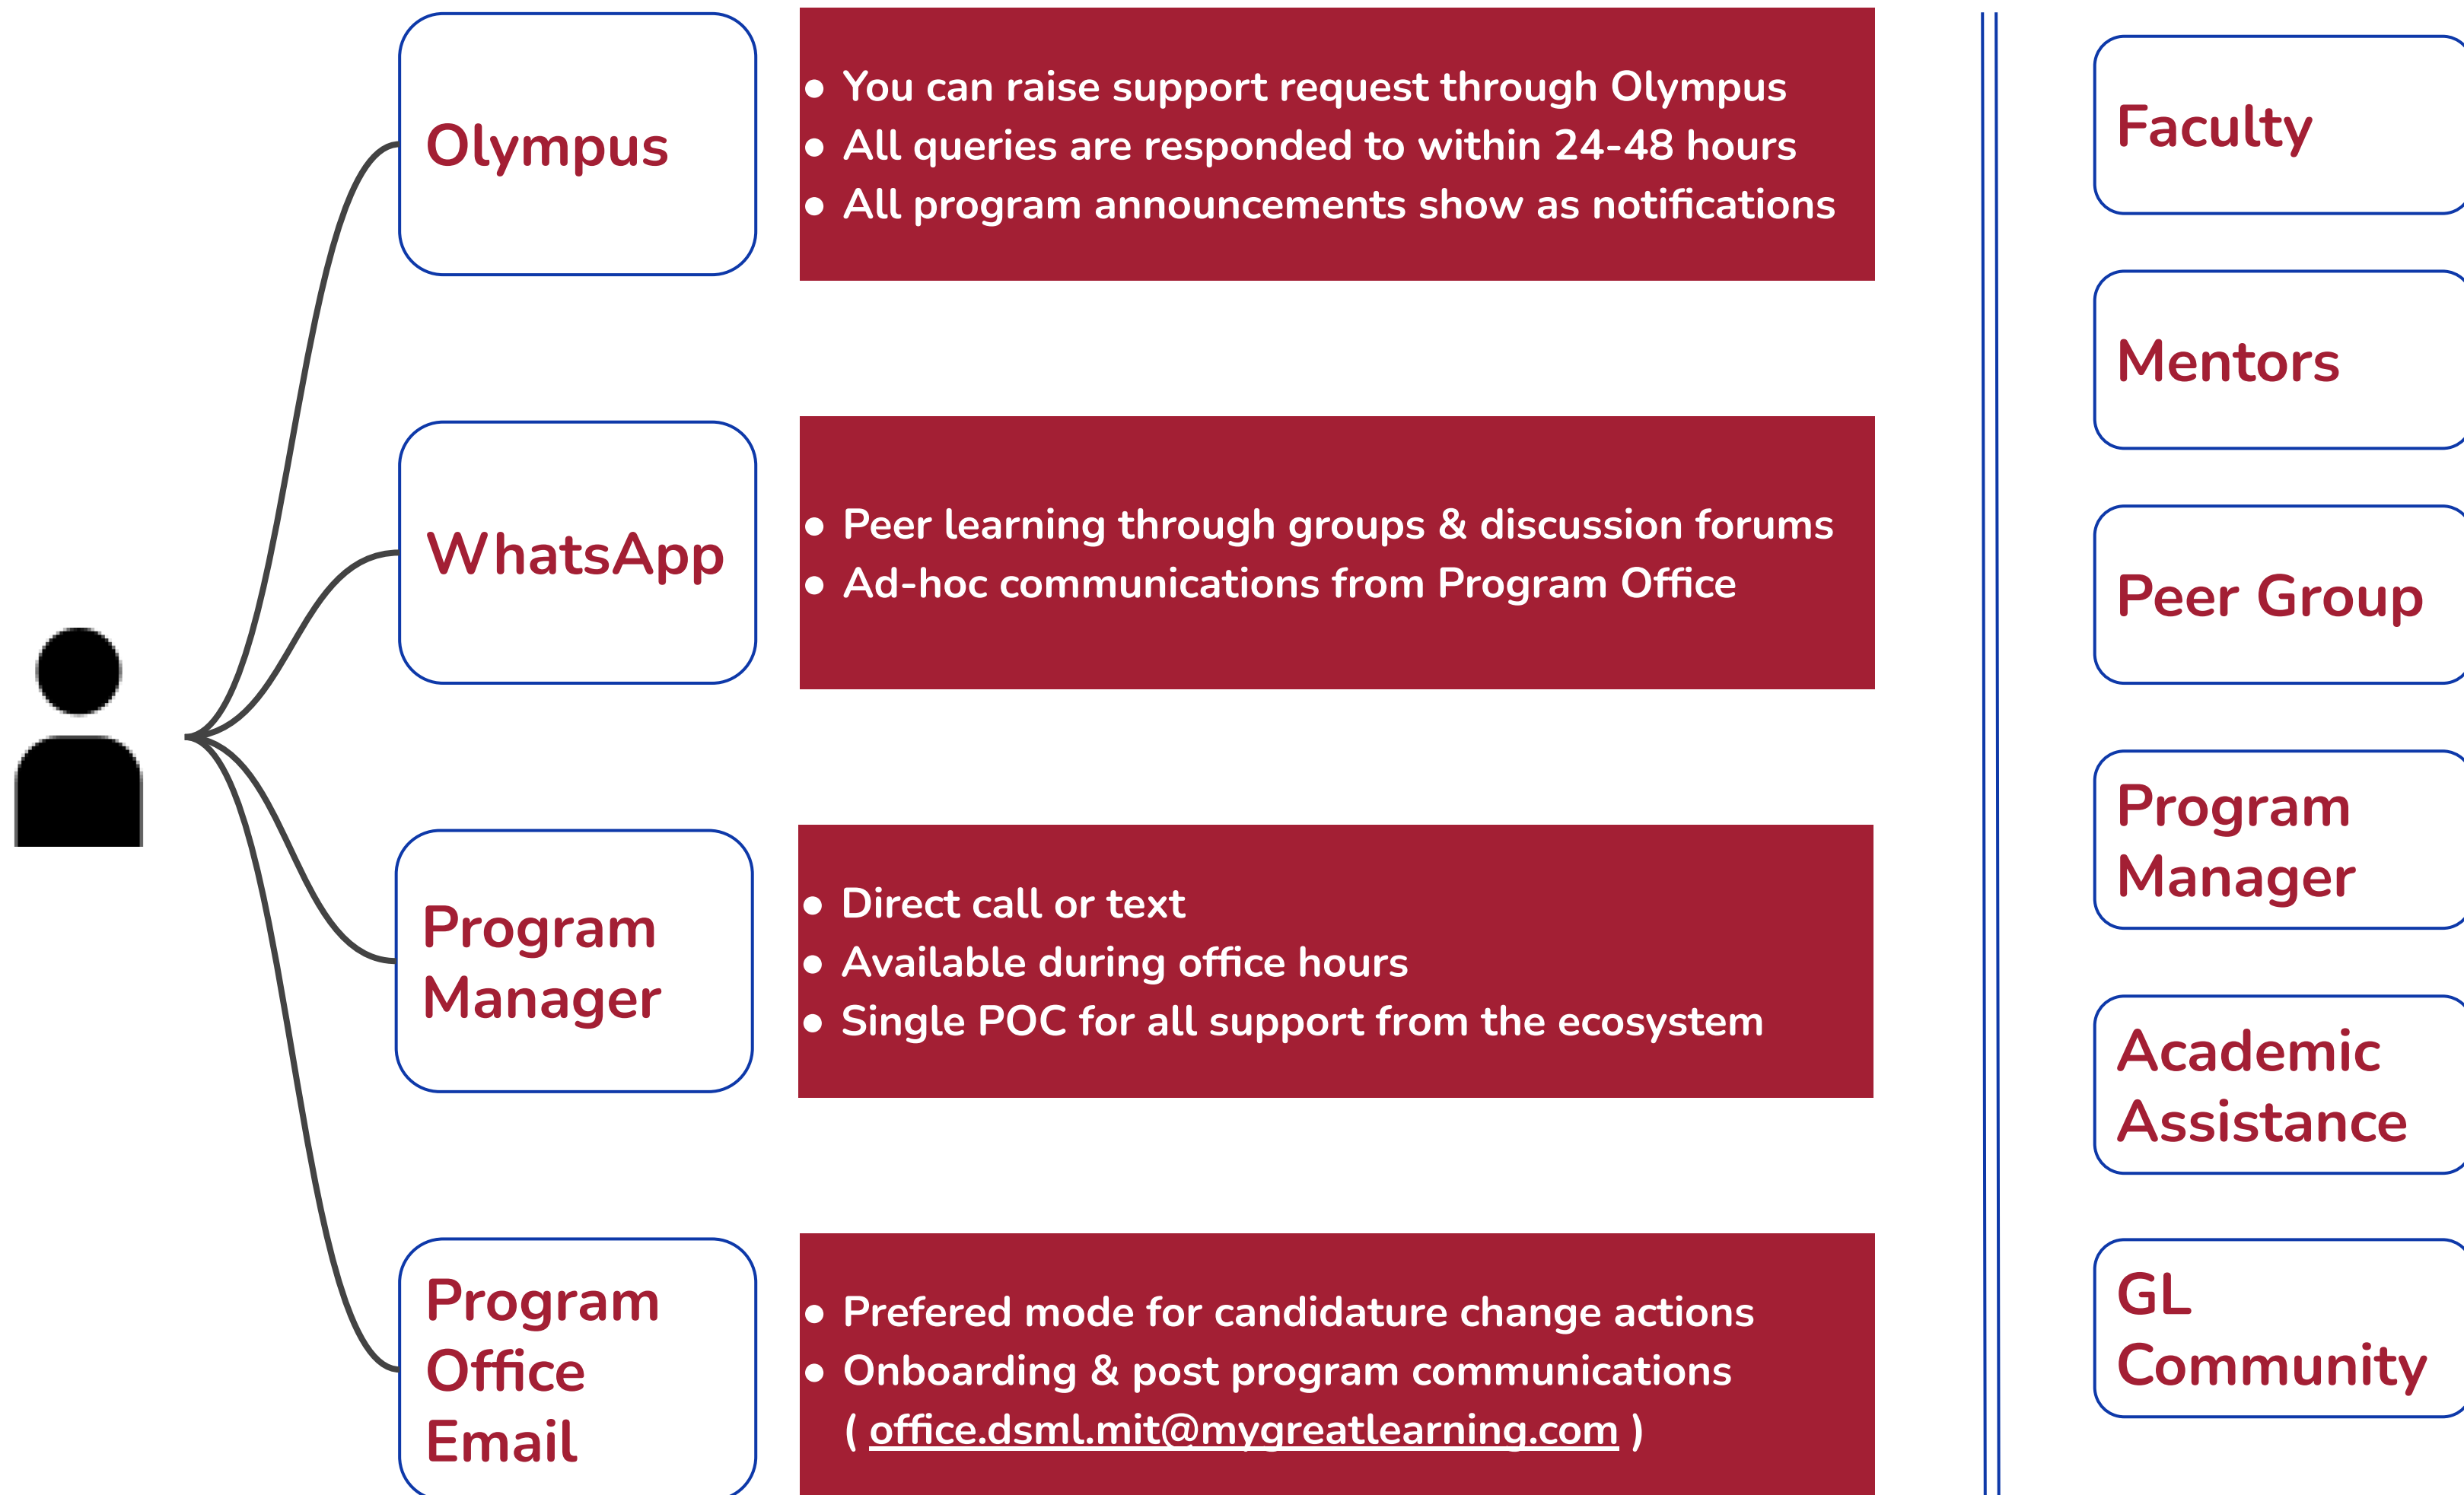 Olympus
● You can raise support request through Olympus
● All queries are responded to within 24-48 hours
● All program announcements show as notifications
WhatsApp
● Peer learning through groups & discussion forums
● Ad-hoc communications from Program Office
Program
Manager
● Direct call or text
● Available during office hours
● Single POC for all support from the ecosystem
Program
Office
Email
● Prefered mode for candidature change actions
● Onboarding & post program communications
( office.dsml.mit@mygreatlearning.com )
Faculty
Mentors
Peer Group
Program
Manager
Academic
Assistance
GL
Community